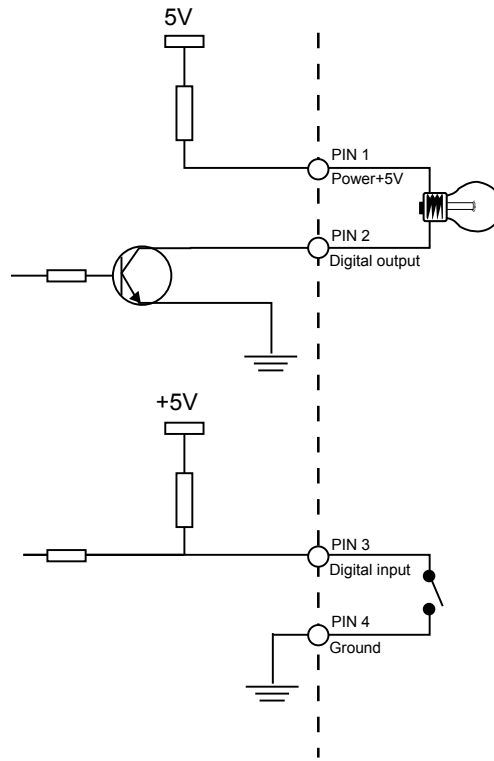 5V
PIN 1
Power+5V
PIN 2
Digital output
+5V
PIN 3
Digital input
PIN 4
Ground